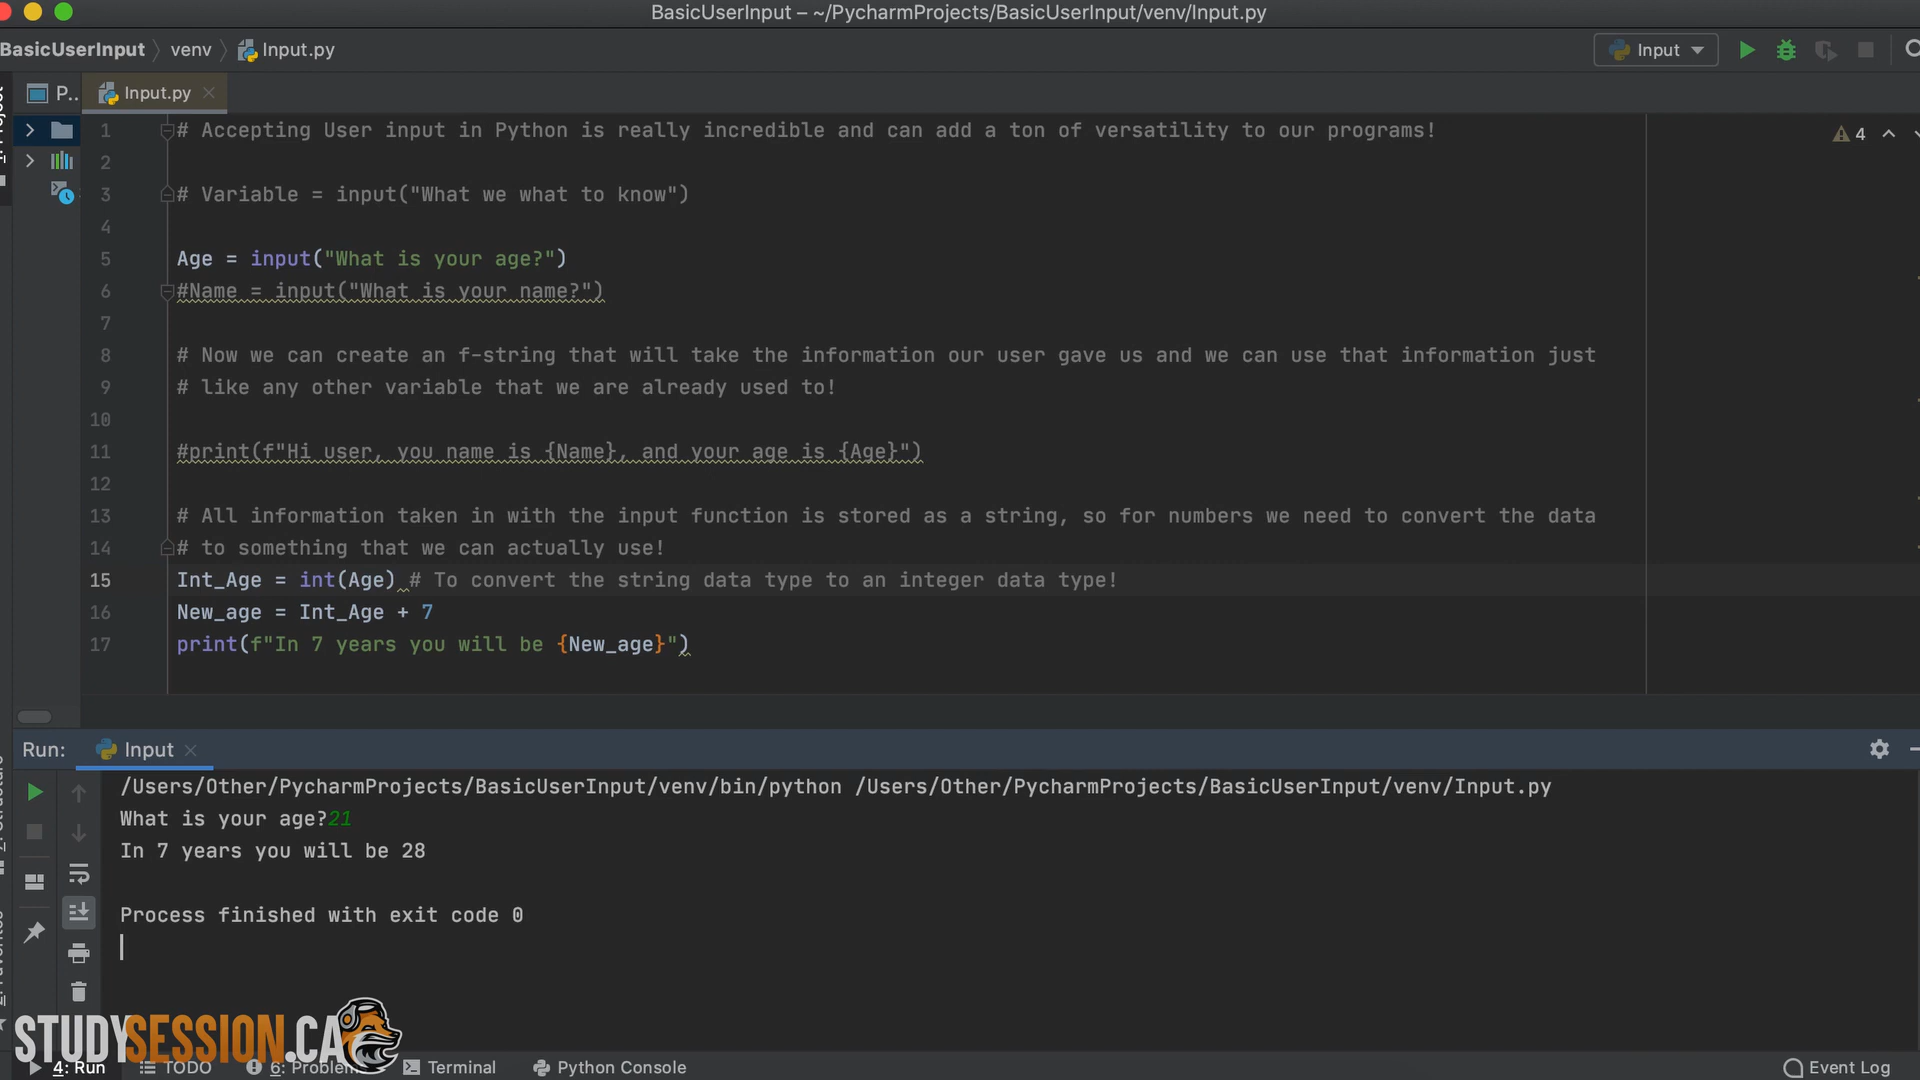 BasicUserInput – ~/PycharmProjects/BasicUserInput/venv/Input.py
BasicUserInput venv Input.py
Input
P.. Input.py
4
1 # Accepting User input in Python is really incredible and can add a ton of versatility to our programs!
2
3 # Variable = input("What we what to know")
4
5 Age = input("What is your age?")
6 #Name = input("What is your name?")
7
8 # Now we can create an f-string that will take the information our user gave us and we can use that information just
9 # like any other variable that we are already used to!
10
11 #print(f"Hi user, you name is {Name}, and your age is {Age}")
12
13 # All information taken in with the input function is stored as a string, so for numbers we need to convert the data
14 # to something that we can actually use!
15 Int_Age = int(Age) # To convert the string data type to an integer data type!
16 New_age = Int_Age + 7
17 print(f"In 7 years you will be {New_age}")
Run: Input
/Users/Other/PycharmProjects/BasicUserInput/venv/bin/python /Users/Other/PycharmProjects/BasicUserInput/venv/Input.py
What is your age?21
In 7 years you will be 28
Process finished with exit code 0
STUDYSESSION.CA
4: Run TODO 6: Problem Terminal Python Console Event Log